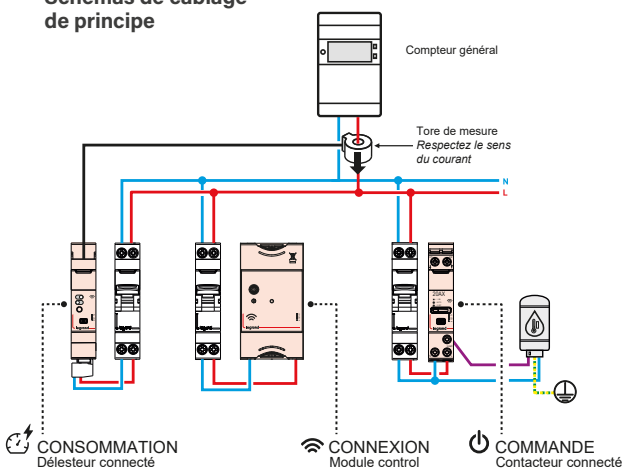 Schémas de câblage
de principe
Compteur général
Tore de mesure
Respectez le sens
du courant
N
L
20AX
legrand
legrand
legrand
legrand
legrand
legrand
CONSOMMATION
Délesteur connecté
CONNEXION
Module control
COMMANDE
Contacteur connecté